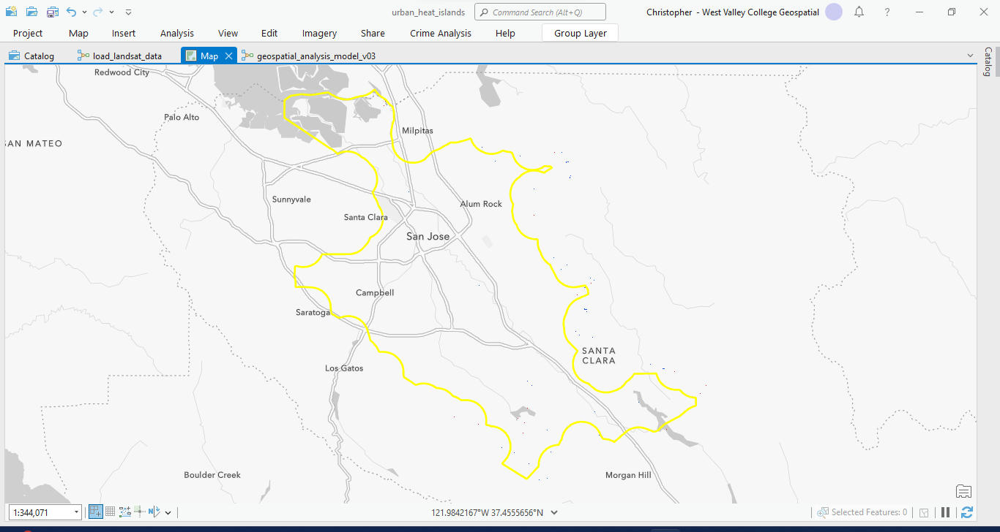 urban_heat_islands
Command Search (Alt+Q)
Christopher - West Valley College Geospatial
?
Project
Map
Insert
Analysis
View
Edit
Imagery
Share
Crime Analysis
Help
Group Layer
Catalog
load_landsat_data
Map
geospatial_analysis_model_v03
Catalog
Redwood City
Palo Alto
Milpitas
SAN MATEO
Sunnyvale
Alum Rock
Santa Clara
San Jose
Campbell
Saratoga
SANTA
CLARA
Los Gatos
Boulder Creek
Morgan Hill
1:344,071
N
121.9842167°W 37.4555656°N
Selected Features: 0